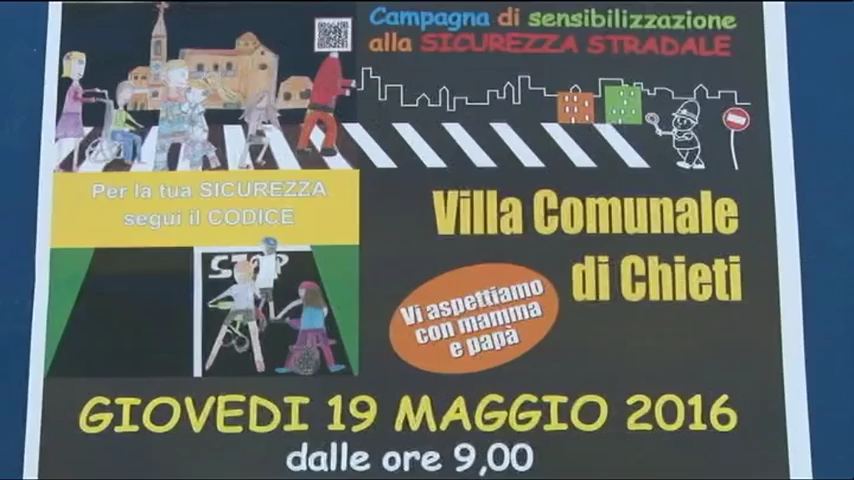 Campagna di sensibilizzazione
alla SICUREZZA STRADALE
Per la tua SICUREZZA
segui il CODICE
Villa Comunale
di Chieti
STOP
Vi aspettiamo
con mamma
e papà
GIOVEDI 19 MAGGIO 2016
dalle ore 9,00